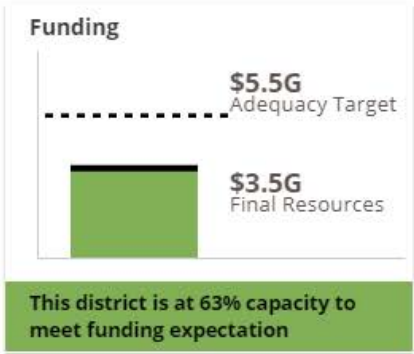 Funding
$5.5G
Adequacy Target
$3.5G
Final Resources
This district is at 63% capacity to
meet funding expectation